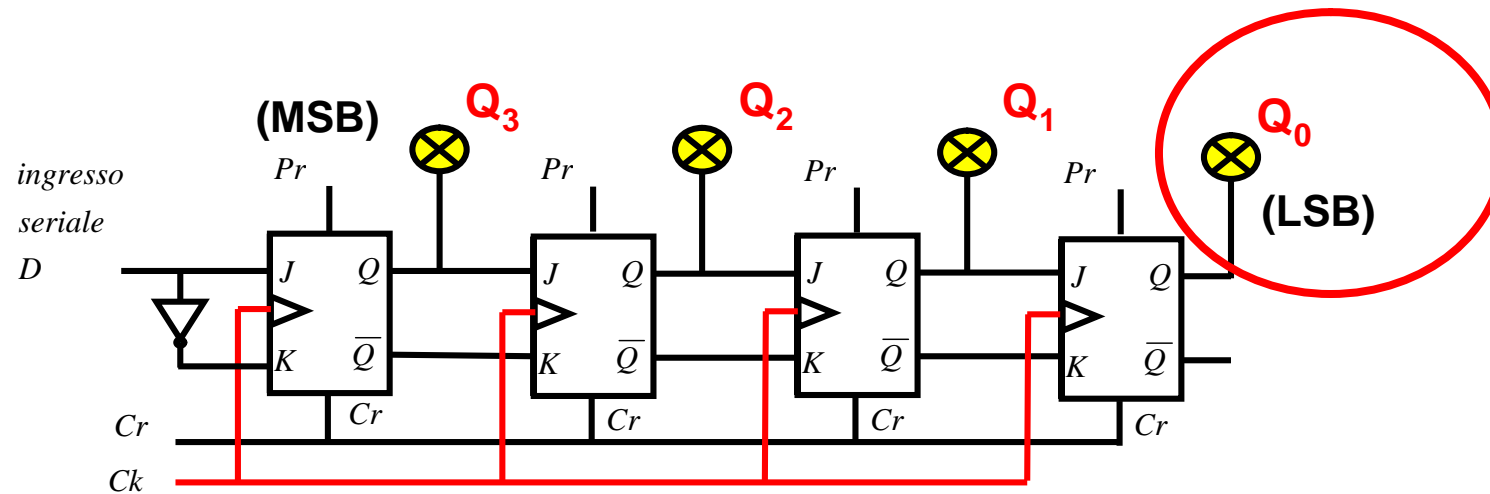 (MSB) Q3 Q2 Q1 Q0
ingresso
seriale
D
Pr Pr Pr Pr
(LSB)
J Q J Q J Q J Q
K Q̅ K Q̅ K Q̅ K Q̅
Cr Cr Cr Cr Cr
Ck